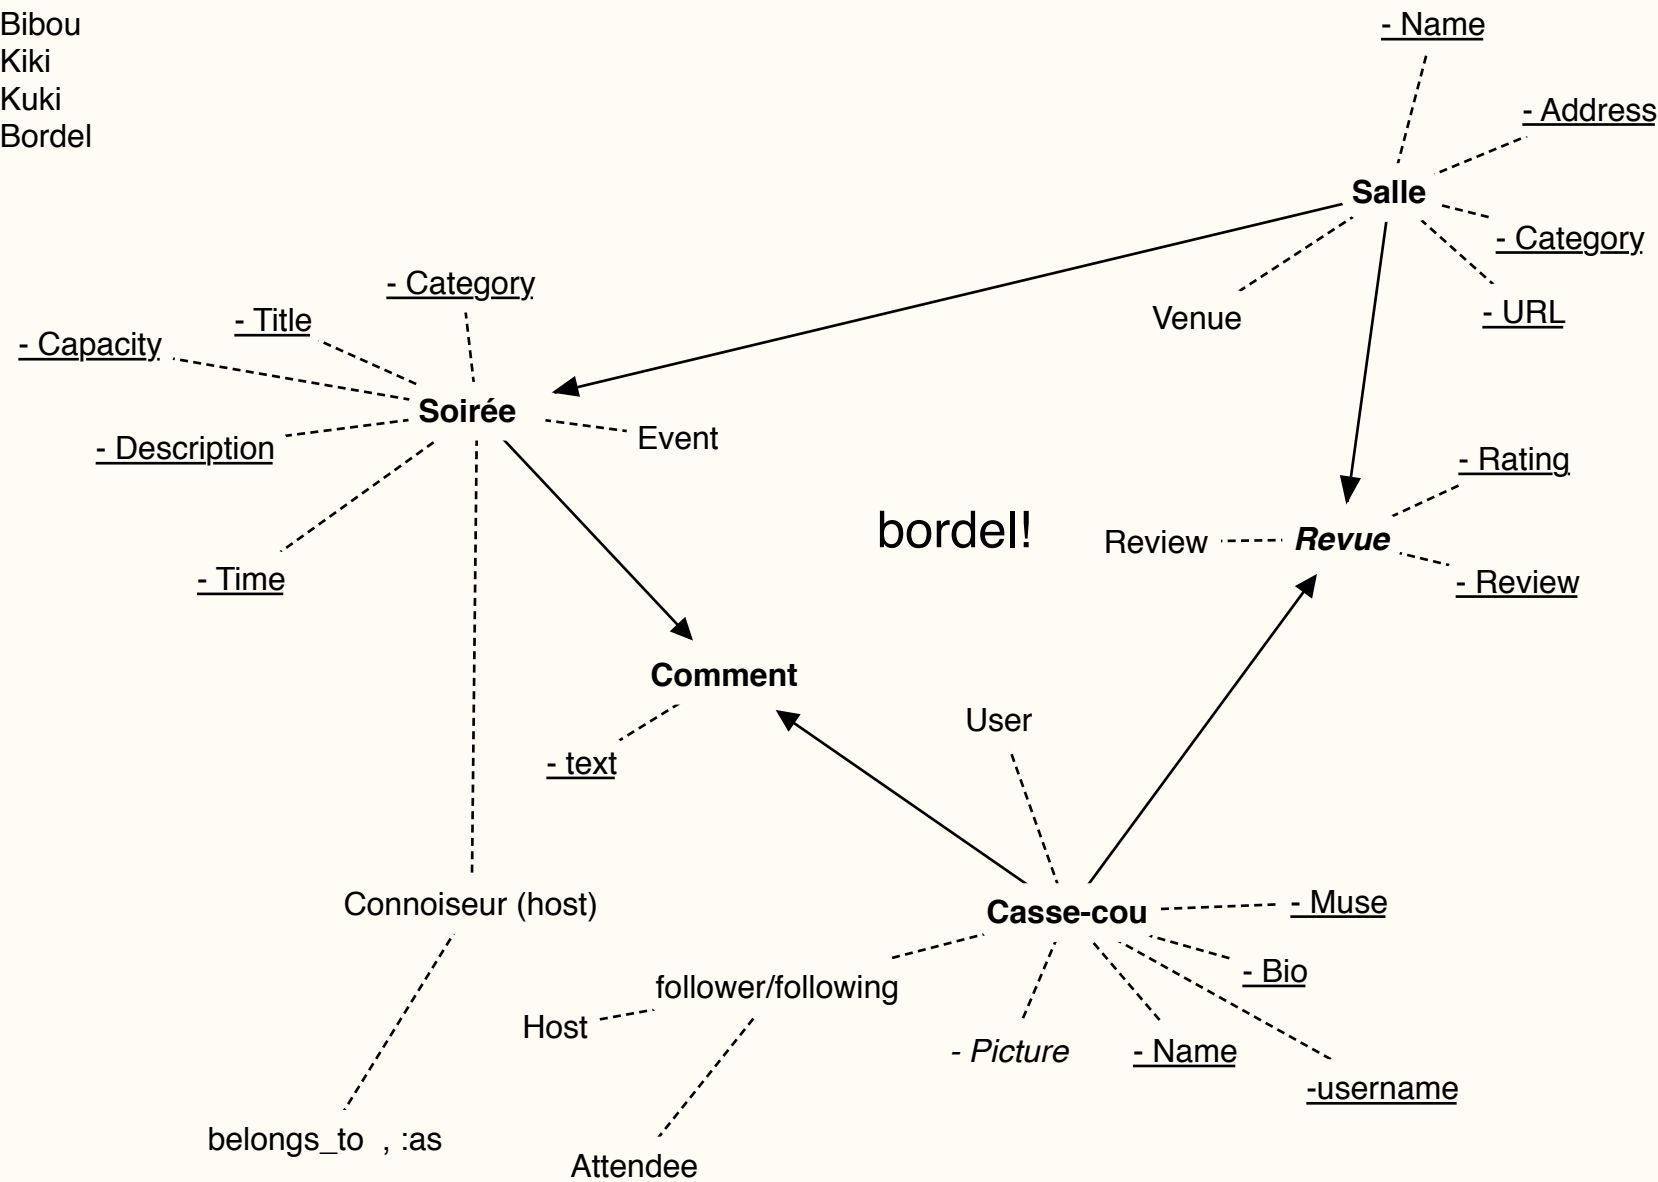 Bibou
Kiki
Kuki
Bordel
- Name
- Address
Salle
- Category
Venue
- URL
- Category
- Title
- Capacity
Soirée
Event
- Description
- Time
bordel!
- Rating
Review
Revue
- Review
Comment
- text
User
Connoiseur (host)
Casse-cou
- Muse
- Bio
follower/following
Host
- Picture
- Name
-username
belongs_to , :as
Attendee